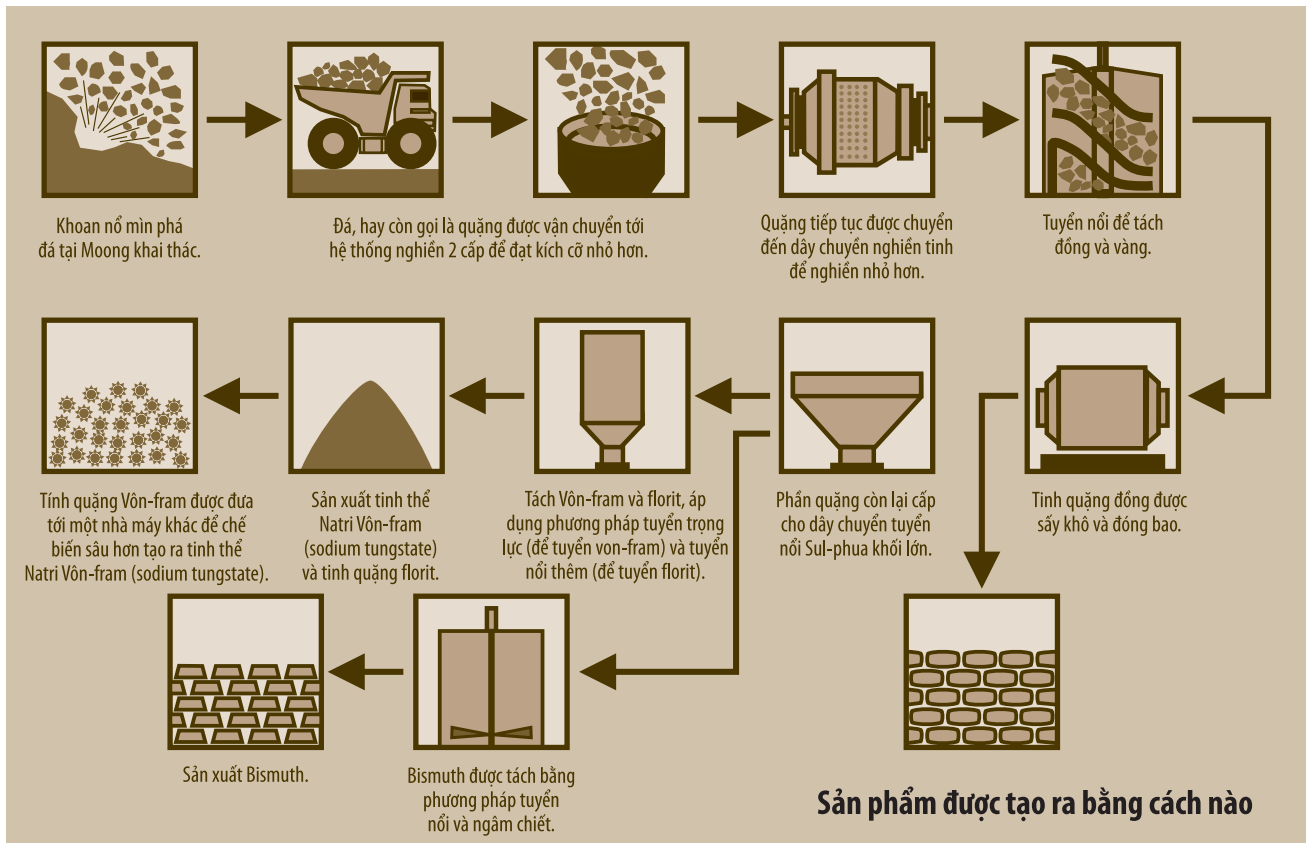 Khoan nổ mìn phá
đá tại Moong khai thác.
Đá, hay còn gọi là quặng được vận chuyển tới
hệ thống nghiền 2 cấp để đạt kích cỡ nhỏ hơn.
Quặng tiếp tục được chuyển
đến dây chuyền nghiền tinh
để nghiền nhỏ hơn.
Tuyển nổi để tách
đồng và vàng.
Tính quặng Vôn-fram được đưa
tới một nhà máy khác để chế
biến sâu hơn tạo ra tinh thể
Natri Vôn-fram (sodium tungstate).
Sản xuất tinh thể
Natri Vôn-fram
(sodium tungstate)
và tinh quặng florit.
Tách Vôn-fram và florit, áp
dụng phương pháp tuyển trọng
lực (để tuyển von-fram) và tuyển
nổi thêm (để tuyển florit).
Phần quặng còn lại cấp
cho dây chuyền tuyển
nổi Sul-phua khối lớn.
Tinh quặng đồng được
sấy khô và đóng bao.
Sản xuất Bismuth.
Bismuth được tách bằng
phương pháp tuyển
nổi và ngâm chiết.
Sản phẩm được tạo ra bằng cách nào